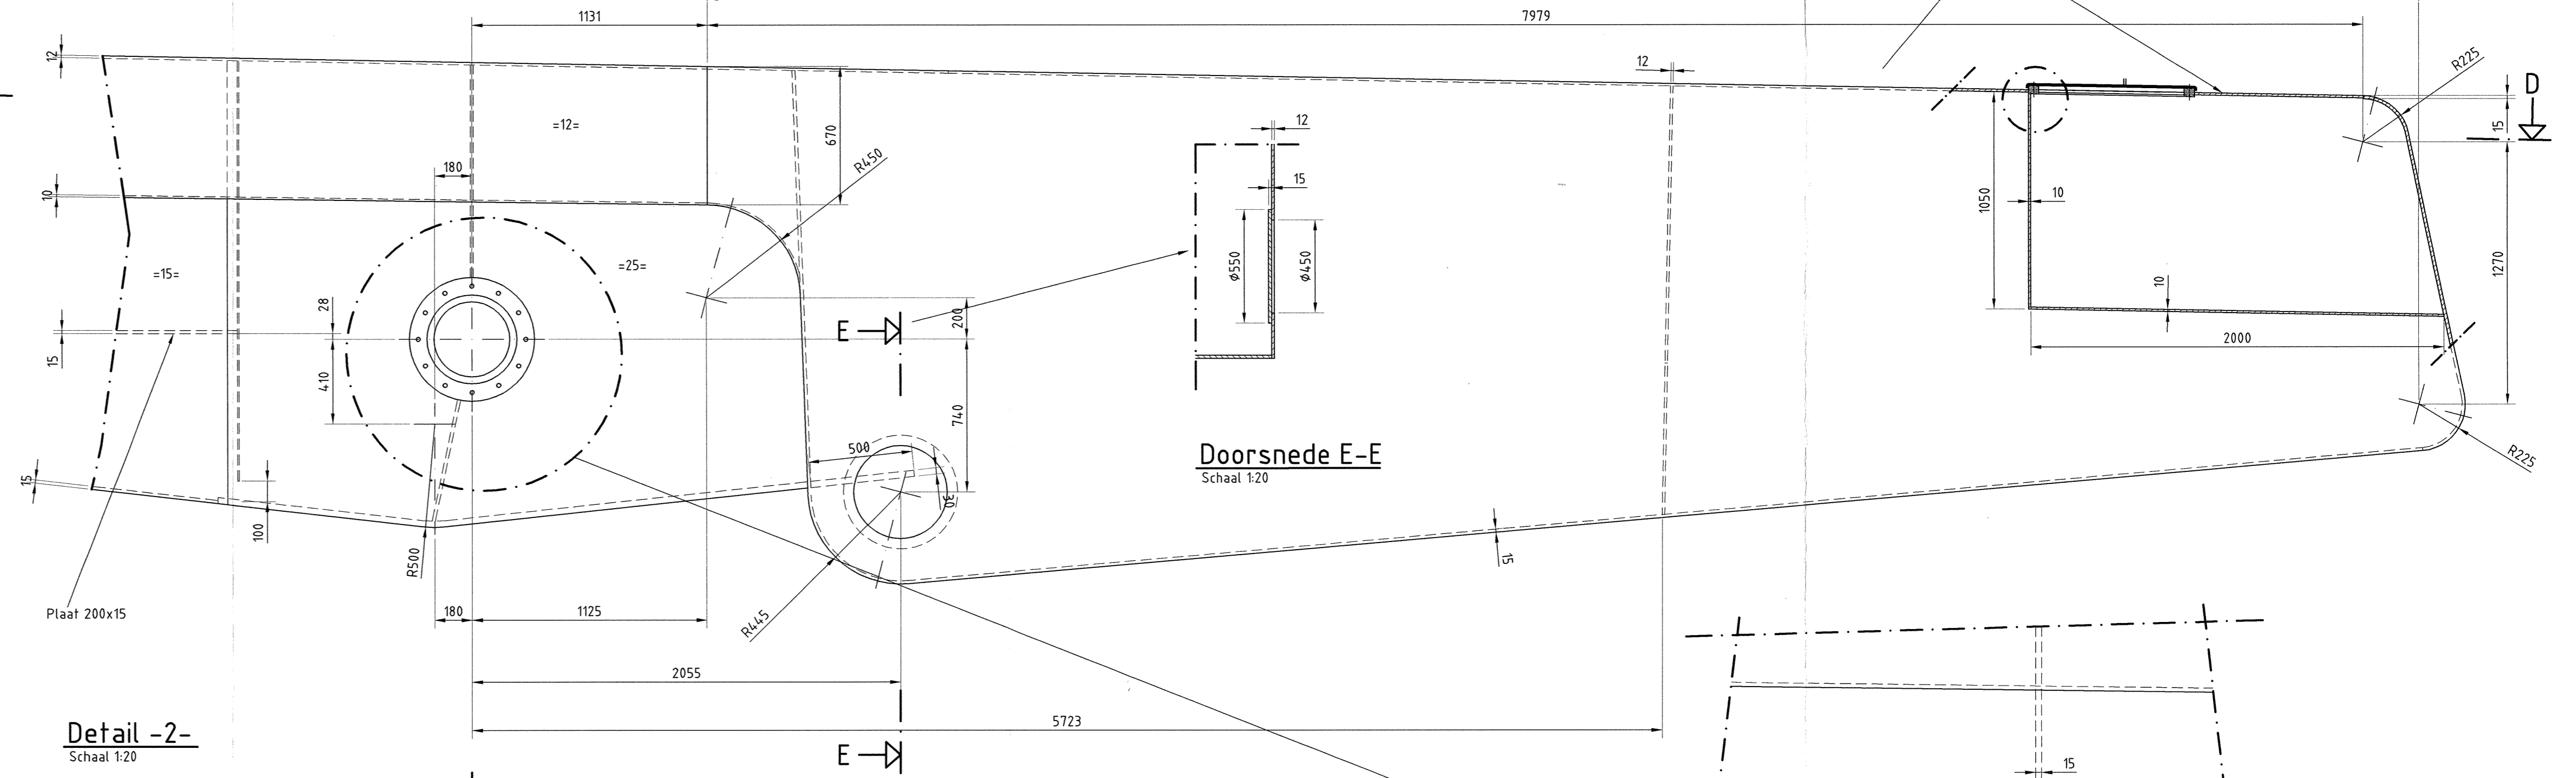 1131
7979
12
12
R225
D
=12=
670
12
15
R450
180
10
15
1050
10
=25=
=15=
Ø550
Ø450
1270
28
200
10
E
15
2000
410
740
500
Doorsnede E-E
Schaal 1:20
R225
15
30
100
R500
15
Plaat 200x15
180
1125
R445
2055
5723
Detail -2-
Schaal 1:20
E
15